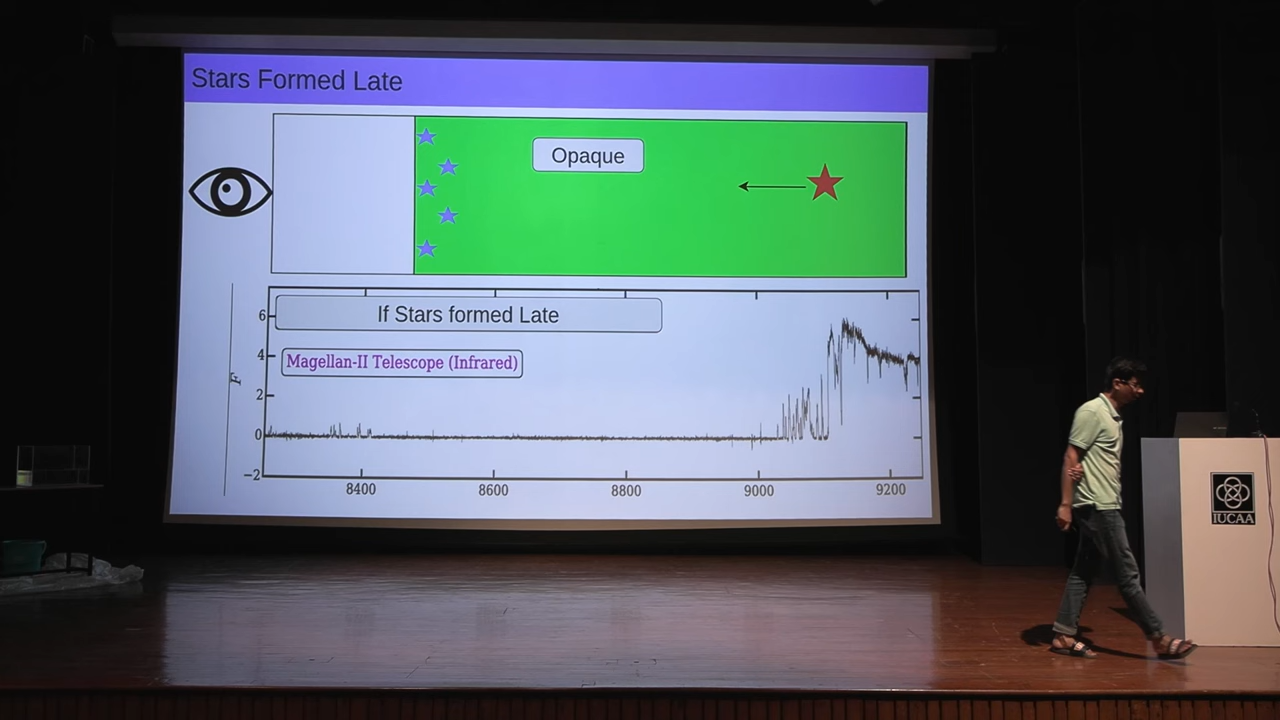 Stars Formed Late
Opaque
If Stars formed Late
Magellan-II Telescope (Infrared)
F
6
4
2
0
−2
8400 8600 8800 9000 9200
IUCAA